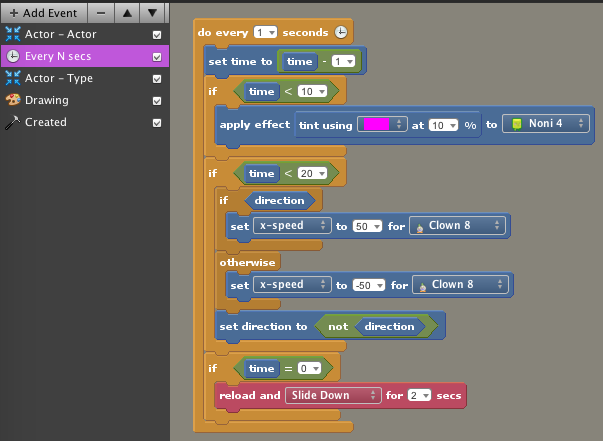 + Add Event − ▲ ▼
Actor - Actor
Every N secs
Actor - Type
Drawing
Created
do every 1 seconds
set time to time - 1
if time < 10
apply effect tint using at 10 % to Noni 4
if time < 20
if direction
set x-speed to 50 for Clown 8
otherwise
set x-speed to -50 for Clown 8
set direction to not direction
if time = 0
reload and Slide Down for 2 secs